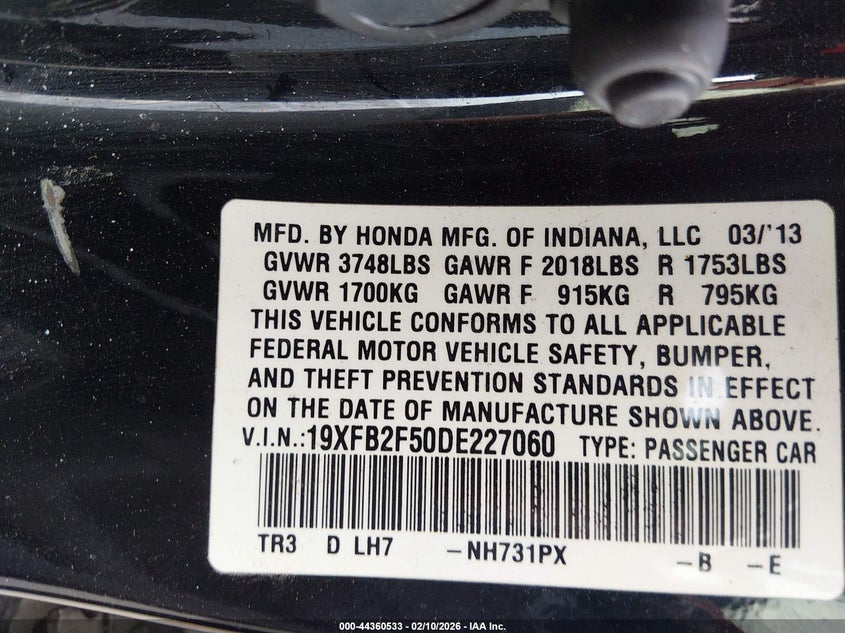 MFD. BY HONDA MFG. OF INDIANA, LLC 03/'13
GVWR 3748LBS GAWR F 2018LBS R 1753LBS
GVWR 1700KG GAWR F 915KG R 795KG
THIS VEHICLE CONFORMS TO ALL APPLICABLE
FEDERAL MOTOR VEHICLE SAFETY, BUMPER,
AND THEFT PREVENTION STANDARDS IN EFFECT
ON THE DATE OF MANUFACTURE SHOWN ABOVE.
V.I.N.:19XFB2F50DE227060 TYPE: PASSENGER CAR
TR3 D LH7 -NH731PX -B -E
000-44360533 - 02/10/2026 - IAA Inc.